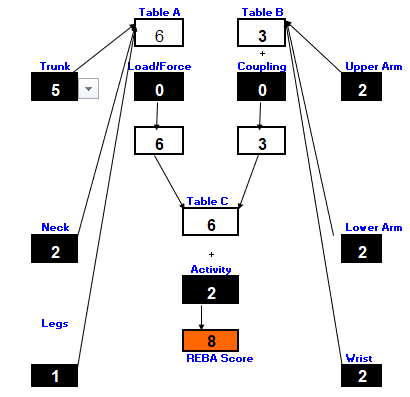 Table A Table B
6 3
+
Trunk Load/Force Coupling Upper Arm
5 0 0 2
6 3
Table C
6
Neck Lower Arm
2 2
+
Activity
2
Legs
8
REBA Score Wrist
1 2